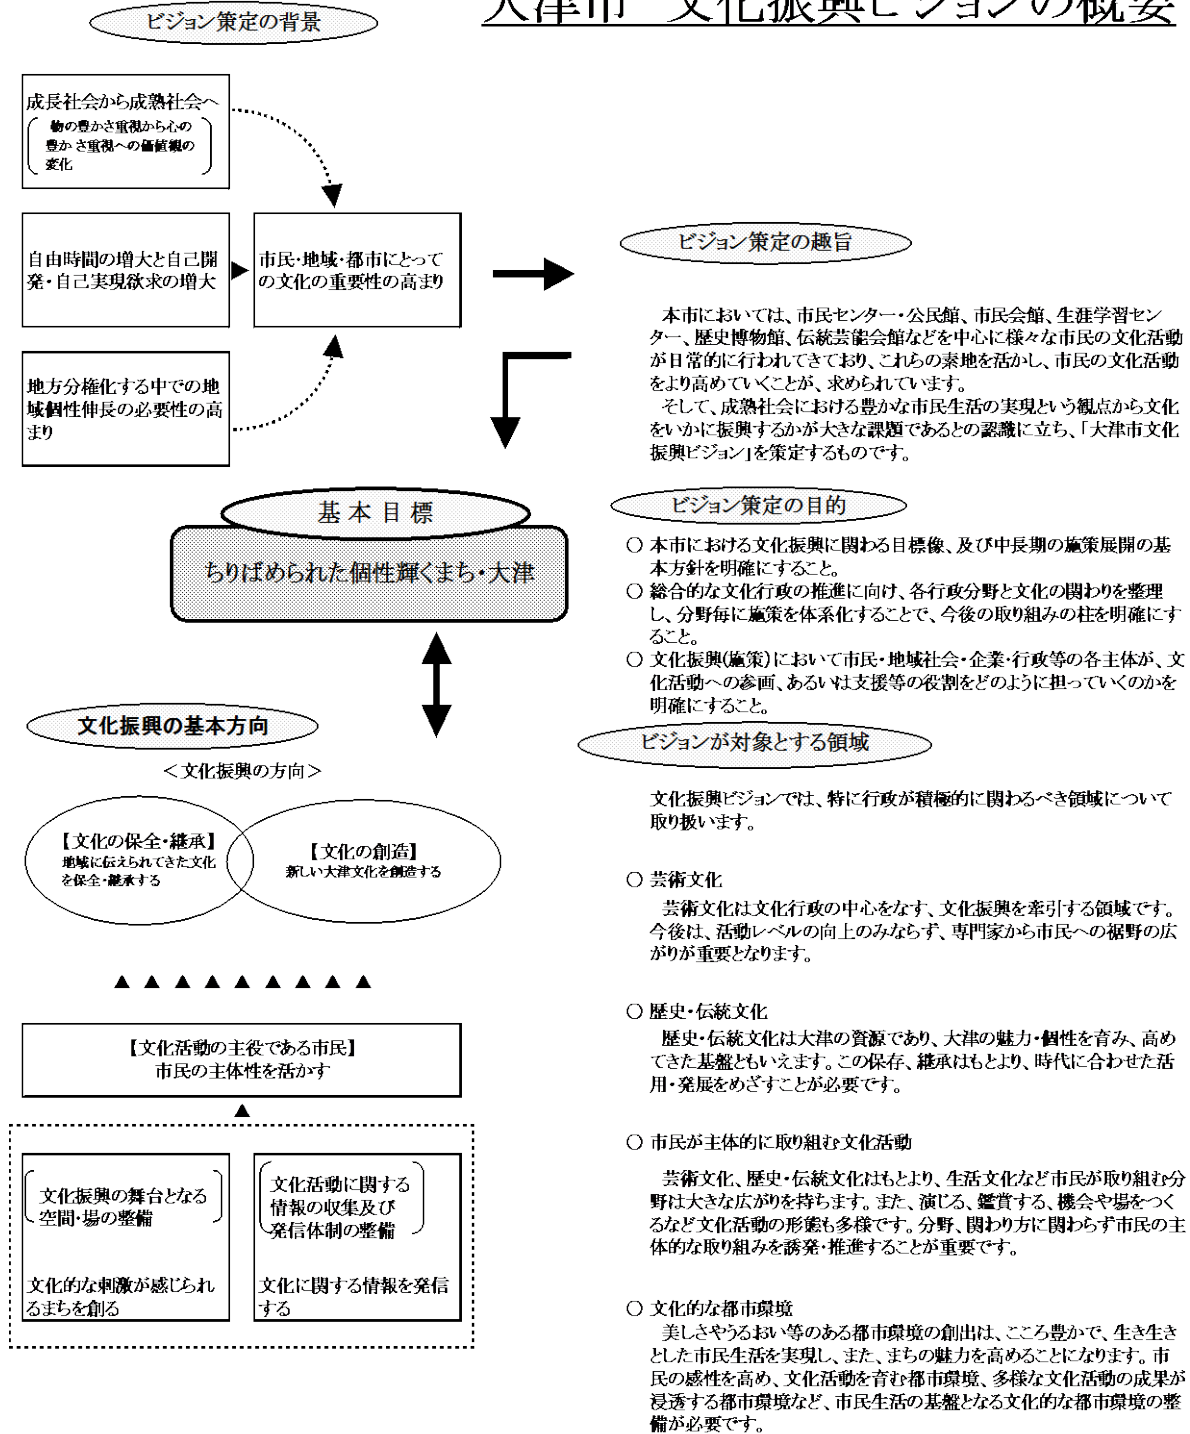 大津市 文化振興ビジョンの概要
ビジョン策定の背景
成長社会から成熟社会へ
物の豊かさ重視から心の
豊かさ重視への価値観の
変化
自由時間の増大と自己開
発・自己実現欲求の増大
市民・地域・都市にとって
の文化の重要性の高まり
地方分権化する中での地
域個性伸長の必要性の高
まり
基本目標
ちりばめられた個性輝くまち・大津
文化振興の基本方向
＜文化振興の方向＞
【文化の保全・継承】
地域に伝えられてきた文化
を保全・継承する
【文化の創造】
新しい大津文化を創造する
【文化活動の主役である市民】
市民の主体性を活かす
文化振興の舞台となる
空間・場の整備
文化的な刺激が感じられ
るまちを創る
文化活動に関する
情報の収集及び
発信体制の整備
文化に関する情報を発信
する
ビジョン策定の趣旨
本市においては、市民センター・公民館、市民会館、生涯学習セン
ター、歴史博物館、伝統芸能会館などを中心に様々な市民の文化活動
が日常的に行われてきており、これらの素地を活かし、市民の文化活動
をより高めていくことが、求められています。
そして、成熟社会における豊かな市民生活の実現という観点から文化
をいかに振興するかが大きな課題であるとの認識に立ち、「大津市文化
振興ビジョン」を策定するものです。
ビジョン策定の目的
○ 本市における文化振興に関わる目標像、及び中長期の施策展開の基
本方針を明確にすること。
○ 総合的な文化行政の推進に向け、各行政分野と文化の関わりを整理
し、分野毎に施策を体系化することで、今後の取り組みの柱を明確にす
ること。
○ 文化振興(施策)において市民・地域社会・企業・行政等の各主体が、文
化活動への参画、あるいは支援等の役割をどのように担っていくのかを
明確にすること。
ビジョンが対象とする領域
文化振興ビジョンでは、特に行政が積極的に関わるべき領域について
取り扱います。
○ 芸術文化
芸術文化は文化行政の中心をなす、文化振興を牽引する領域です。
今後は、活動レベルの向上のみならず、専門家から市民への裾野の広
がりが重要となります。
○ 歴史・伝統文化
歴史・伝統文化は大津の資源であり、大津の魅力・個性を育み、高め
てきた基盤ともいえます。この保存、継承はもとより、時代に合わせた活
用・発展をめざすことが必要です。
○ 市民が主体的に取り組む文化活動
芸術文化、歴史・伝統文化はもとより、生活文化など市民が取り組む分
野は大きな広がりを持ちます。また、演じる、鑑賞する、機会や場をつく
るなど文化活動の形態も多様です。分野、関わり方に関わらず市民の主
体的な取り組みを誘発・推進することが重要です。
○ 文化的な都市環境
美しさやうるおい等のある都市環境の創出は、こころ豊かで、生き生き
とした市民生活を実現し、また、まちの魅力を高めることになります。市
民の感性を高め、文化活動を育む都市環境、多様な文化活動の成果が
浸透する都市環境など、市民生活の基盤となる文化的な都市環境の整
備が必要です。